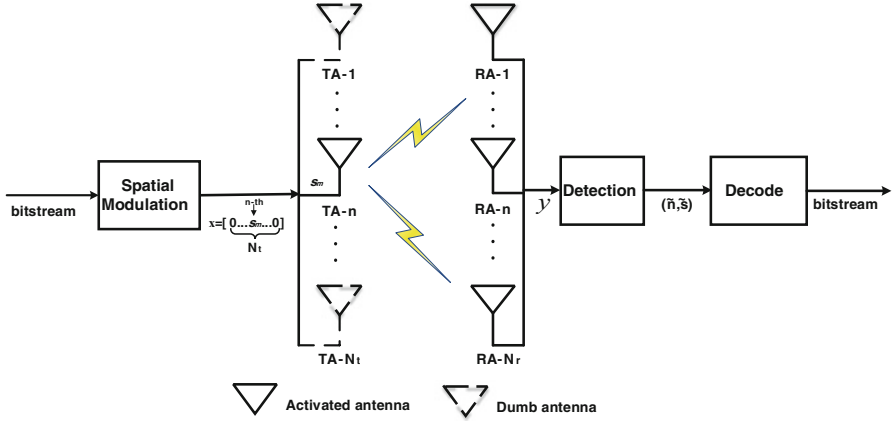 TA-1
RA-1
Spatial
Modulation
bitstream
n-th
x=[ 0...sm...0]
Nt
sm
TA-n
RA-n
y
Detection
(ñ,s̃)
Decode
bitstream
TA-Nt
RA-Nr
Activated antenna
Dumb antenna